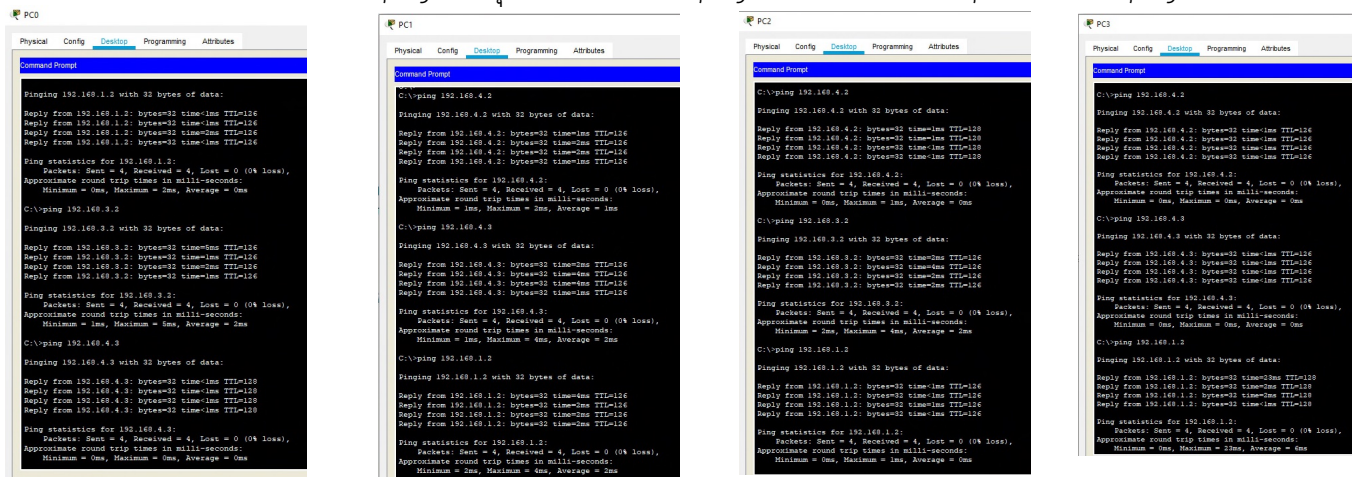 PC0
Physical Config Desktop Programming Attributes
Command Prompt
Pinging 192.168.1.2 with 32 bytes of data:
Reply from 192.168.1.2: bytes=32 time<1ms TTL=126
Reply from 192.168.1.2: bytes=32 time<1ms TTL=126
Reply from 192.168.1.2: bytes=32 time=2ms TTL=126
Reply from 192.168.1.2: bytes=32 time<1ms TTL=126
Ping statistics for 192.168.1.2:
Packets: Sent = 4, Received = 4, Lost = 0 (0% loss),
Approximate round trip times in milli-seconds:
Minimum = 0ms, Maximum = 2ms, Average = 0ms
C:\>ping 192.168.3.2
Pinging 192.168.3.2 with 32 bytes of data:
Reply from 192.168.3.2: bytes=32 time=5ms TTL=126
Reply from 192.168.3.2: bytes=32 time=1ms TTL=126
Reply from 192.168.3.2: bytes=32 time=2ms TTL=126
Reply from 192.168.3.2: bytes=32 time=1ms TTL=126
Ping statistics for 192.168.3.2:
Packets: Sent = 4, Received = 4, Lost = 0 (0% loss),
Approximate round trip times in milli-seconds:
Minimum = 1ms, Maximum = 5ms, Average = 2ms
C:\>ping 192.168.4.3
Pinging 192.168.4.3 with 32 bytes of data:
Reply from 192.168.4.3: bytes=32 time<1ms TTL=128
Reply from 192.168.4.3: bytes=32 time<1ms TTL=128
Reply from 192.168.4.3: bytes=32 time<1ms TTL=128
Reply from 192.168.4.3: bytes=32 time<1ms TTL=128
Ping statistics for 192.168.4.3:
Packets: Sent = 4, Received = 4, Lost = 0 (0% loss),
Approximate round trip times in milli-seconds:
Minimum = 0ms, Maximum = 0ms, Average = 0ms
PC1
Physical Config Desktop Programming Attributes
Command Prompt
C:\>ping 192.168.4.2
Pinging 192.168.4.2 with 32 bytes of data:
Reply from 192.168.4.2: bytes=32 time=1ms TTL=126
Reply from 192.168.4.2: bytes=32 time=2ms TTL=126
Reply from 192.168.4.2: bytes=32 time=2ms TTL=126
Reply from 192.168.4.2: bytes=32 time=1ms TTL=126
Ping statistics for 192.168.4.2:
Packets: Sent = 4, Received = 4, Lost = 0 (0% loss),
Approximate round trip times in milli-seconds:
Minimum = 1ms, Maximum = 2ms, Average = 1ms
C:\>ping 192.168.4.3
Pinging 192.168.4.3 with 32 bytes of data:
Reply from 192.168.4.3: bytes=32 time=2ms TTL=126
Reply from 192.168.4.3: bytes=32 time=4ms TTL=126
Reply from 192.168.4.3: bytes=32 time=4ms TTL=126
Reply from 192.168.4.3: bytes=32 time=1ms TTL=126
Ping statistics for 192.168.4.3:
Packets: Sent = 4, Received = 4, Lost = 0 (0% loss),
Approximate round trip times in milli-seconds:
Minimum = 1ms, Maximum = 4ms, Average = 2ms
C:\>ping 192.168.1.2
Pinging 192.168.1.2 with 32 bytes of data:
Reply from 192.168.1.2: bytes=32 time=4ms TTL=126
Reply from 192.168.1.2: bytes=32 time=2ms TTL=126
Reply from 192.168.1.2: bytes=32 time=2ms TTL=126
Reply from 192.168.1.2: bytes=32 time=2ms TTL=126
Ping statistics for 192.168.1.2:
Packets: Sent = 4, Received = 4, Lost = 0 (0% loss),
Approximate round trip times in milli-seconds:
Minimum = 2ms, Maximum = 4ms, Average = 2ms
PC2
Physical Config Desktop Programming Attributes
Command Prompt
C:\>ping 192.168.4.2
Pinging 192.168.4.2 with 32 bytes of data:
Reply from 192.168.4.2: bytes=32 time=1ms TTL=128
Reply from 192.168.4.2: bytes=32 time<1ms TTL=128
Reply from 192.168.4.2: bytes=32 time<1ms TTL=128
Reply from 192.168.4.2: bytes=32 time<1ms TTL=128
Ping statistics for 192.168.4.2:
Packets: Sent = 4, Received = 4, Lost = 0 (0% loss),
Approximate round trip times in milli-seconds:
Minimum = 0ms, Maximum = 1ms, Average = 0ms
C:\>ping 192.168.3.2
Pinging 192.168.3.2 with 32 bytes of data:
Reply from 192.168.3.2: bytes=32 time=2ms TTL=126
Reply from 192.168.3.2: bytes=32 time=4ms TTL=126
Reply from 192.168.3.2: bytes=32 time=2ms TTL=126
Reply from 192.168.3.2: bytes=32 time=2ms TTL=126
Ping statistics for 192.168.3.2:
Packets: Sent = 4, Received = 4, Lost = 0 (0% loss),
Approximate round trip times in milli-seconds:
Minimum = 2ms, Maximum = 4ms, Average = 2ms
C:\>ping 192.168.1.2
Pinging 192.168.1.2 with 32 bytes of data:
Reply from 192.168.1.2: bytes=32 time<1ms TTL=126
Reply from 192.168.1.2: bytes=32 time=1ms TTL=126
Reply from 192.168.1.2: bytes=32 time<1ms TTL=126
Reply from 192.168.1.2: bytes=32 time=1ms TTL=126
Ping statistics for 192.168.1.2:
Packets: Sent = 4, Received = 4, Lost = 0 (0% loss),
Approximate round trip times in milli-seconds:
Minimum = 0ms, Maximum = 1ms, Average = 0ms
PC3
Physical Config Desktop Programming Attributes
Command Prompt
C:\>ping 192.168.4.2
Pinging 192.168.4.2 with 32 bytes of data:
Reply from 192.168.4.2: bytes=32 time<1ms TTL=126
Reply from 192.168.4.2: bytes=32 time<1ms TTL=126
Reply from 192.168.4.2: bytes=32 time<1ms TTL=126
Reply from 192.168.4.2: bytes=32 time<1ms TTL=126
Ping statistics for 192.168.4.2:
Packets: Sent = 4, Received = 4, Lost = 0 (0% loss),
Approximate round trip times in milli-seconds:
Minimum = 0ms, Maximum = 0ms, Average = 0ms
C:\>ping 192.168.4.3
Pinging 192.168.4.3 with 32 bytes of data:
Reply from 192.168.4.3: bytes=32 time<1ms TTL=126
Reply from 192.168.4.3: bytes=32 time<1ms TTL=126
Reply from 192.168.4.3: bytes=32 time<1ms TTL=126
Reply from 192.168.4.3: bytes=32 time<1ms TTL=126
Ping statistics for 192.168.4.3:
Packets: Sent = 4, Received = 4, Lost = 0 (0% loss),
Approximate round trip times in milli-seconds:
Minimum = 0ms, Maximum = 0ms, Average = 0ms
C:\>ping 192.168.1.2
Pinging 192.168.1.2 with 32 bytes of data:
Reply from 192.168.1.2: bytes=32 time=23ms TTL=128
Reply from 192.168.1.2: bytes=32 time=2ms TTL=128
Reply from 192.168.1.2: bytes=32 time=2ms TTL=128
Reply from 192.168.1.2: bytes=32 time<1ms TTL=128
Ping statistics for 192.168.1.2:
Packets: Sent = 4, Received = 4, Lost = 0 (0% loss),
Approximate round trip times in milli-seconds:
Minimum = 0ms, Maximum = 23ms, Average = 6ms